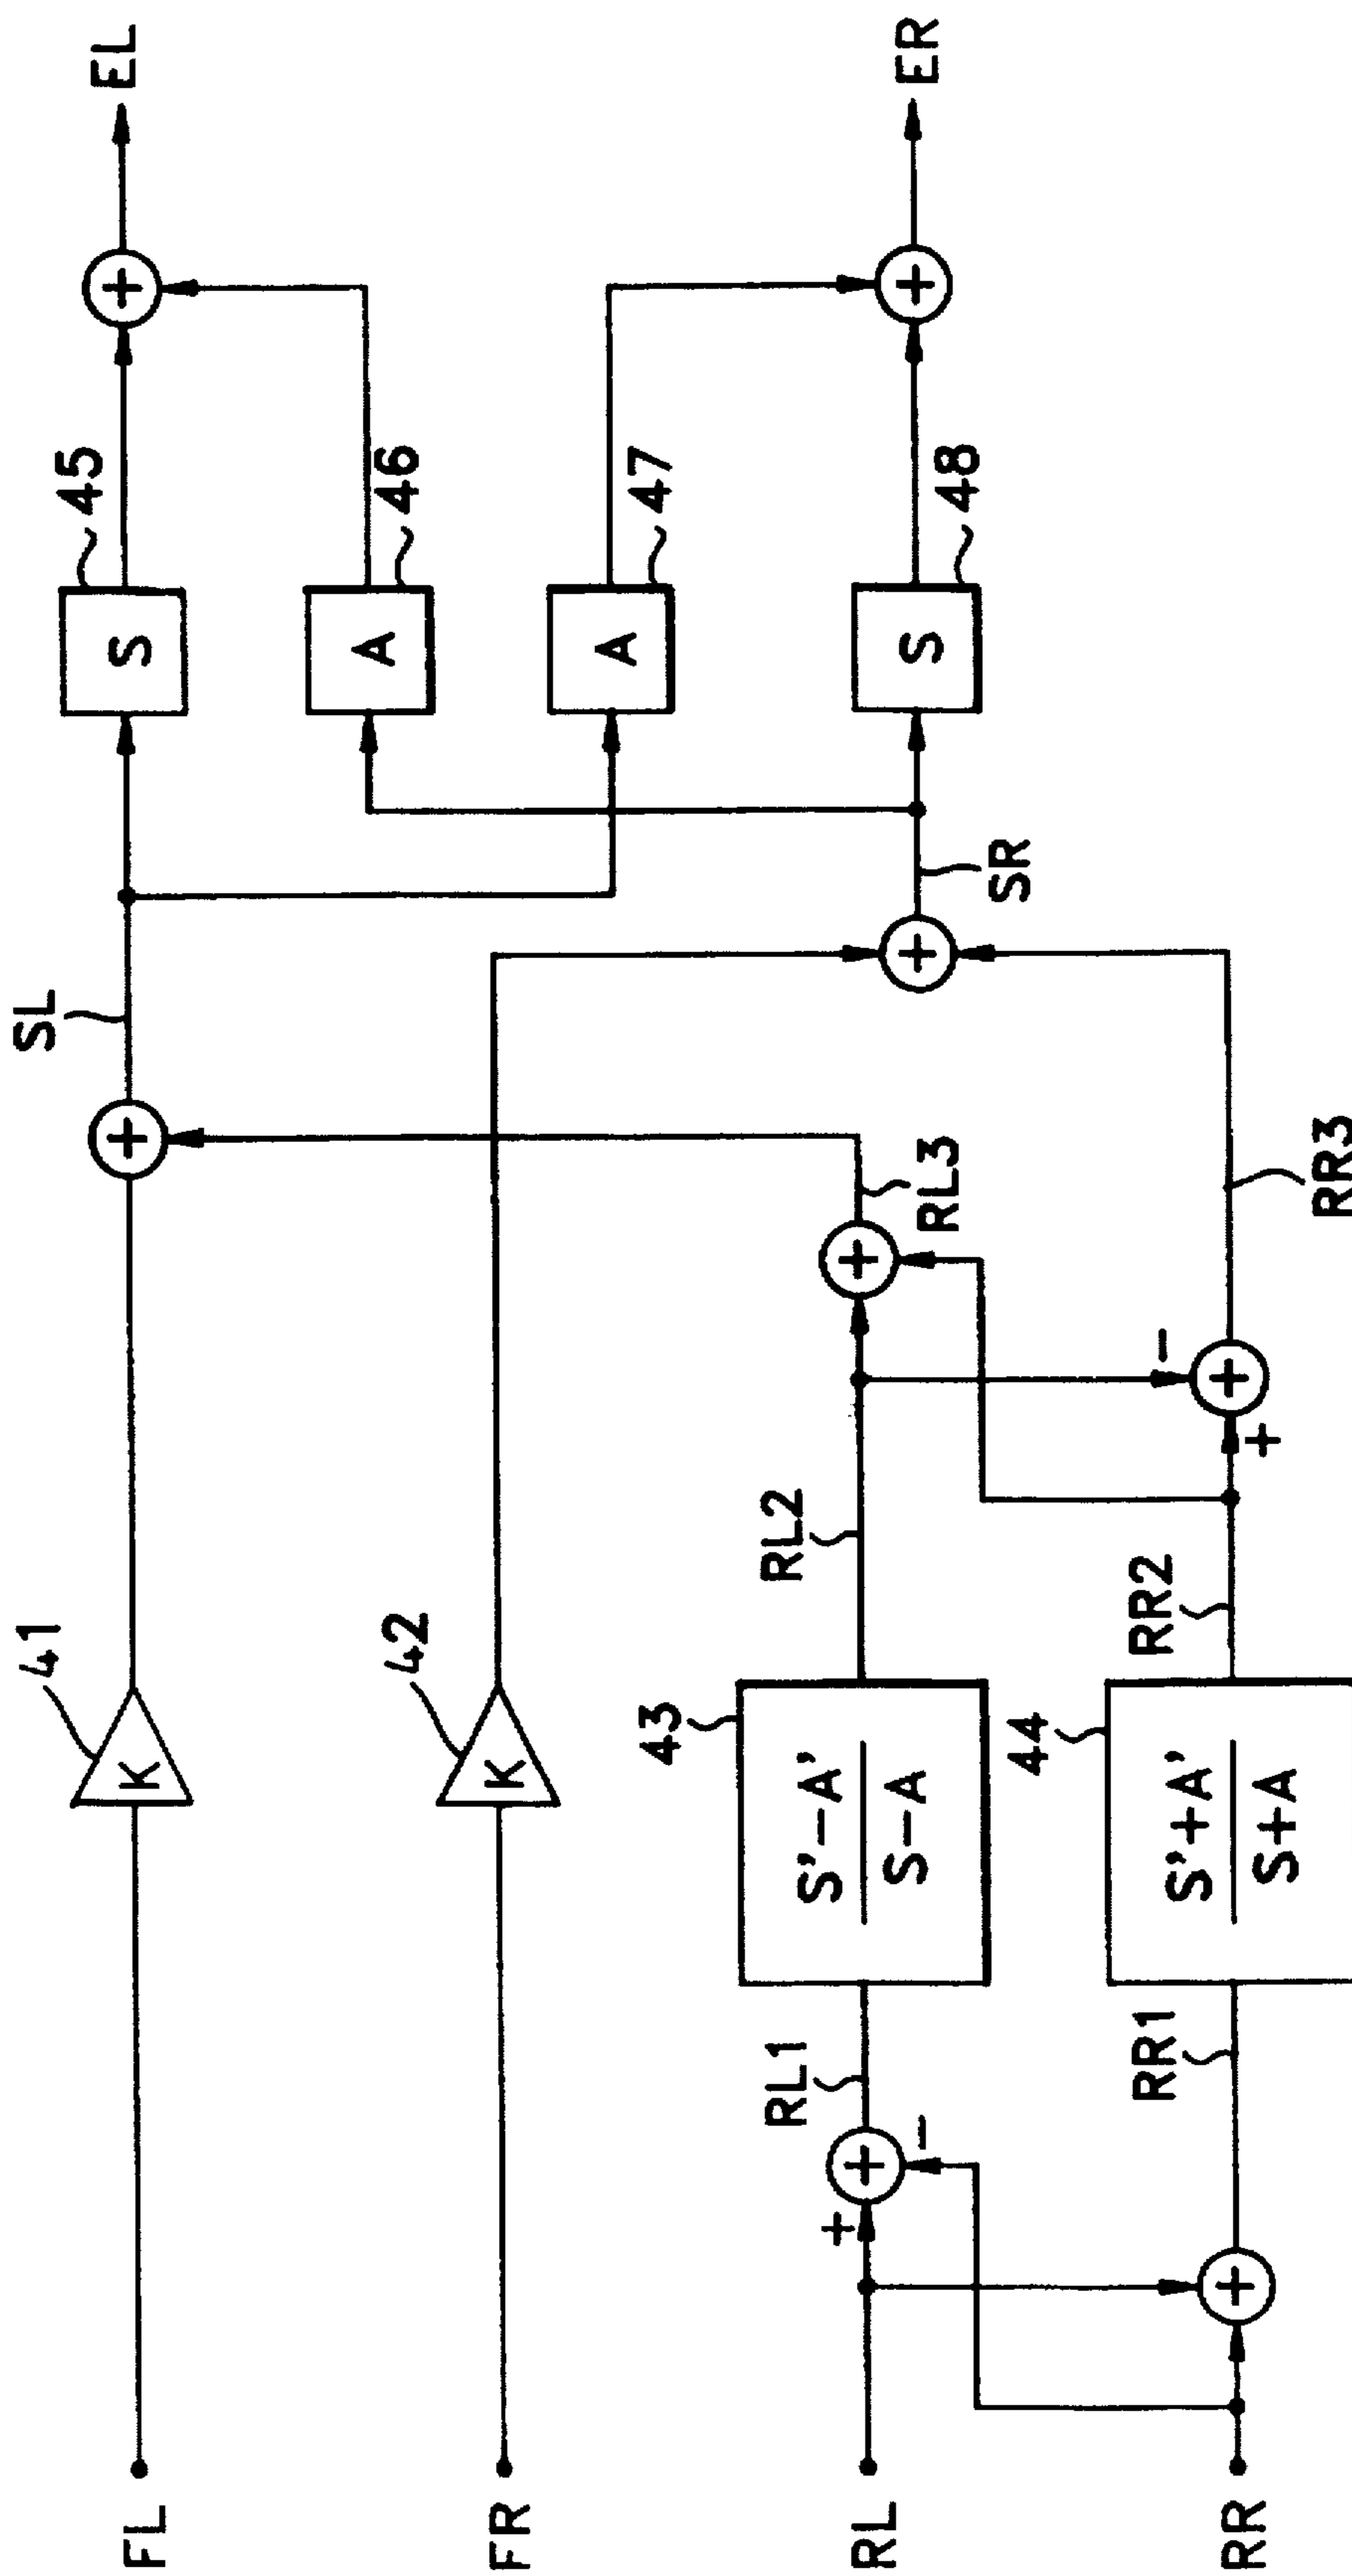 FL
41
K
SL
45
S
+
+
EL
FR
42
K
46
A
47
A
RL
+
−
+
RL1
43
S'−A'
S−A
RL2
+
RL3
+
SR
48
S
+
ER
RR
+
RR1
44
S'+A'
S+A
RR2
+
−
+
RR3